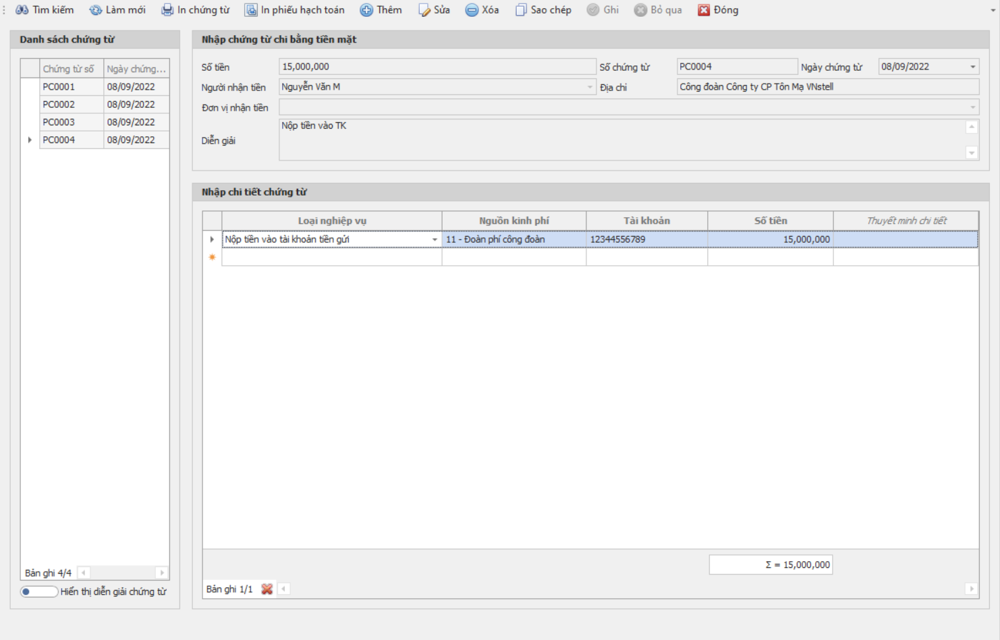 Tìm kiếm Làm mới In chứng từ In phiếu hạch toán Thêm Sửa Xóa Sao chép Ghi Bỏ qua Đóng
Danh sách chứng từ
Chứng từ số Ngày chứng...
PC0001 08/09/2022
PC0002 08/09/2022
PC0003 08/09/2022
PC0004 08/09/2022
Bản ghi 4/4
Hiển thị diễn giải chứng từ
Nhập chứng từ chi bằng tiền mặt
Số tiền 15,000,000 Số chứng từ PC0004 Ngày chứng từ 08/09/2022
Người nhận tiền Nguyễn Văn M Địa chỉ Công đoàn Công ty CP Tôn Mạ VNstell
Đơn vị nhận tiền
Diễn giải Nộp tiền vào TK
Nhập chi tiết chứng từ
Loại nghiệp vụ Nguồn kinh phí Tài khoản Số tiền Thuyết minh chi tiết
Nộp tiền vào tài khoản tiền gửi 11 - Đoàn phí công đoàn 12344556789 15,000,000
Σ = 15,000,000
Bản ghi 1/1